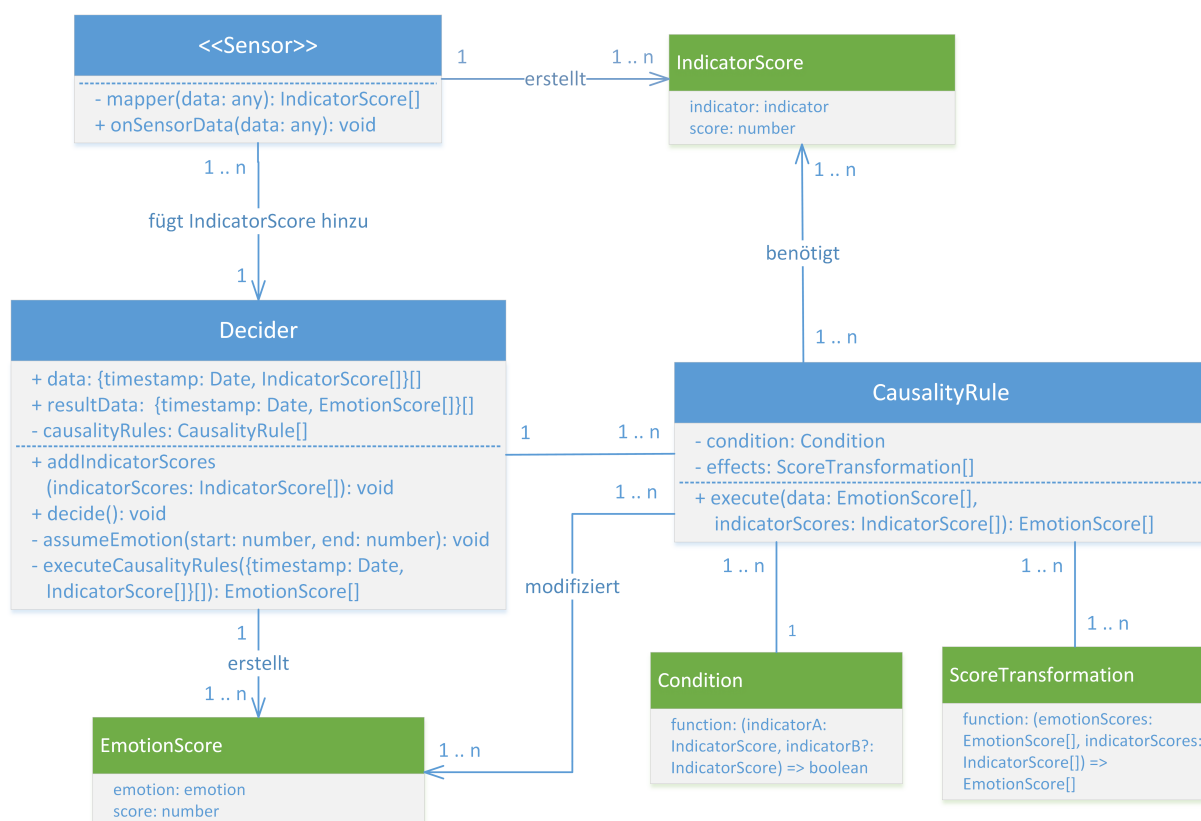 <<Sensor>>
- mapper(data: any): IndicatorScore[]
+ onSensorData(data: any): void
1
erstellt
1 .. n
IndicatorScore
indicator: indicator
score: number
1 .. n
fügt IndicatorScore hinzu
1
1 .. n
benötigt
1 .. n
Decider
+ data: {timestamp: Date, IndicatorScore[]}[]
+ resultData:  {timestamp: Date, EmotionScore[]}[]
- causalityRules: CausalityRule[]
+ addIndicatorScores
(indicatorScores: IndicatorScore[]): void
+ decide(): void
- assumeEmotion(start: number, end: number): void
- executeCausalityRules({timestamp: Date,
IndicatorScore[]}[]): EmotionScore[]
1
1 .. n
CausalityRule
- condition: Condition
- effects: ScoreTransformation[]
+ execute(data: EmotionScore[],
indicatorScores: IndicatorScore[]): EmotionScore[]
1 .. n
modifiziert
1 .. n
1
erstellt
1 .. n
EmotionScore
emotion: emotion
score: number
1 .. n
1
Condition
function: (indicatorA:
IndicatorScore, indicatorB?:
IndicatorScore) => boolean
1 .. n
1 .. n
ScoreTransformation
function: (emotionScores:
EmotionScore[], indicatorScores:
IndicatorScore[]) =>
EmotionScore[]